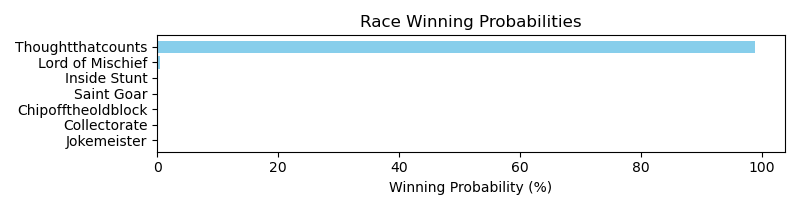 Race Winning Probabilities
Thoughtthatcounts
Lord of Mischief
Inside Stunt
Saint Goar
Chipofftheoldblock
Collectorate
Jokemeister
0 20 40 60 80 100
Winning Probability (%)